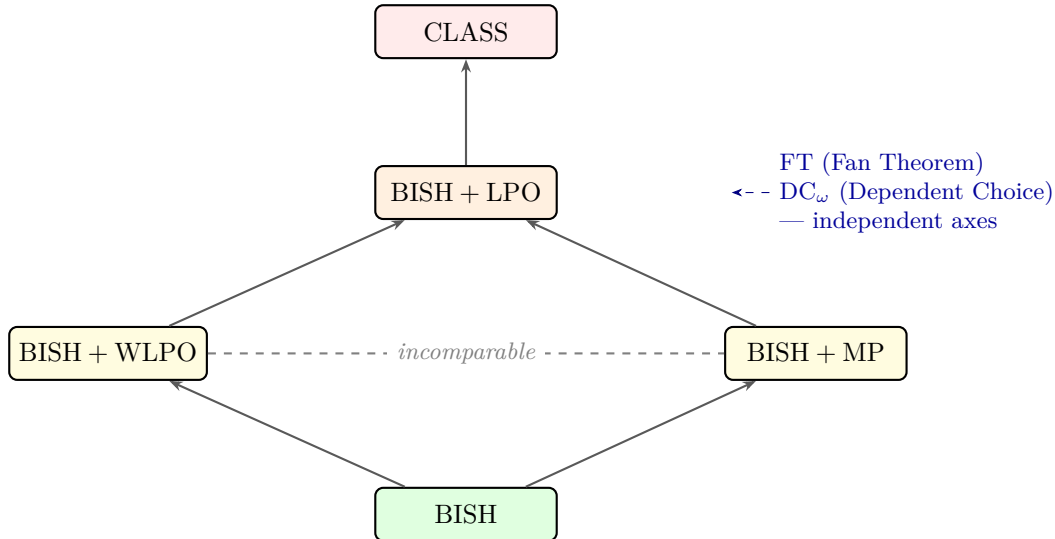 CLASS
BISH + LPO
FT (Fan Theorem)
DCω (Dependent Choice)
— independent axes
BISH + WLPO
incomparable
BISH + MP
BISH